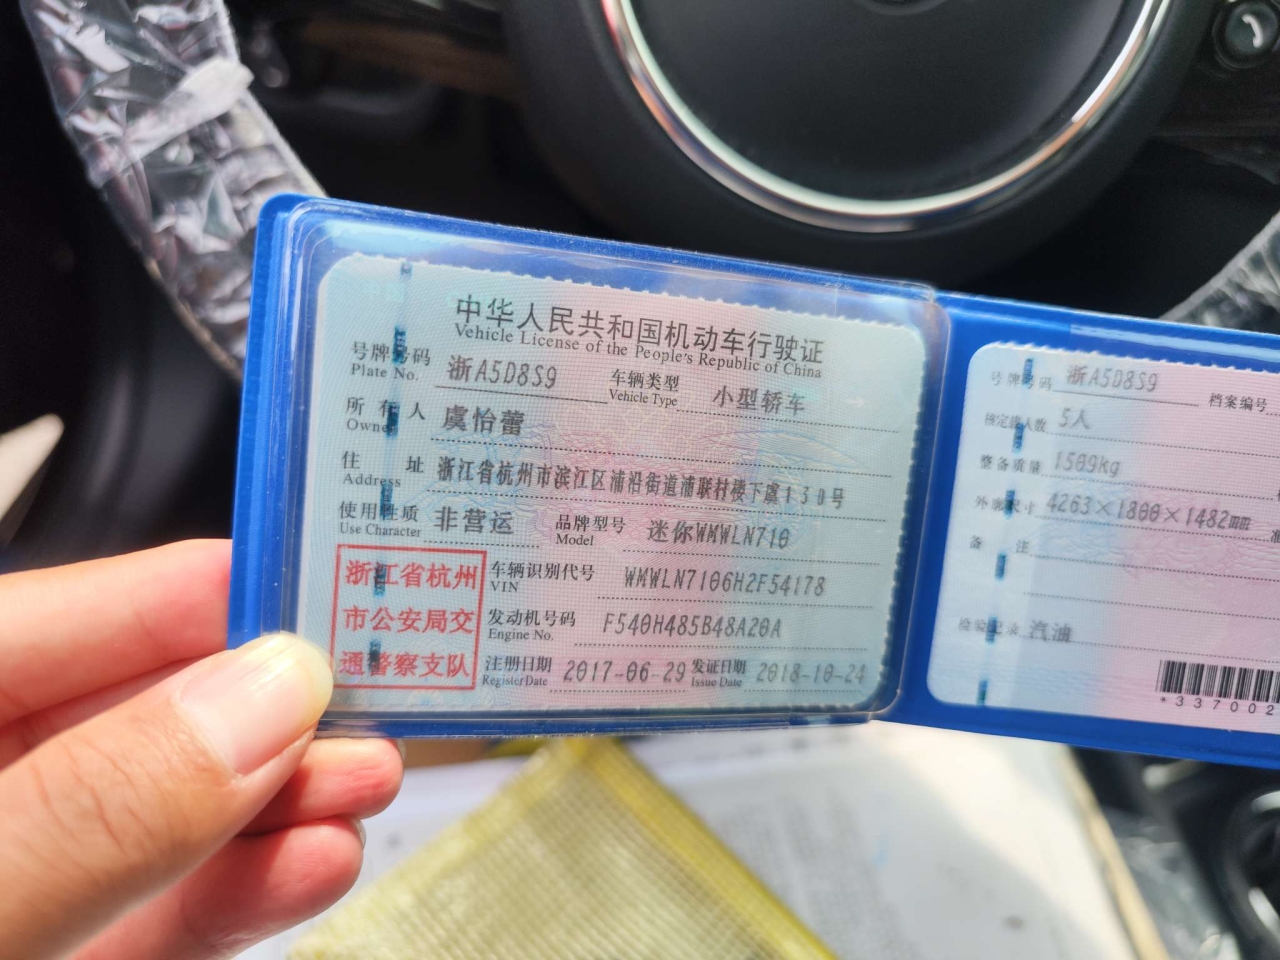 中华人民共和国机动车行驶证
Vehicle License of the People's Republic of China
号牌号码 浙A5D8S9 车辆类型 小型轿车
Plate No. Vehicle Type
所有人 虞怡蕾
Owner
住址 浙江省杭州市滨江区浦沿街道浦联村楼下虞130号
Address
使用性质 非营运 品牌型号 迷你WMWLN710
Use Character Model
浙江省杭州
市公安局交
通警察支队
车辆识别代号 WMWLN7106H2F54178
VIN
发动机号码 F540H485B48A20A
Engine No.
注册日期 2017-06-29 发证日期 2018-10-24
Register Date Issue Date
号牌号码 浙A5D8S9 档案编号
核定载人数 5人
整备质量 1509kg
外廓尺寸 4263×1800×1482mm
备注
检验记录 汽油
*337002